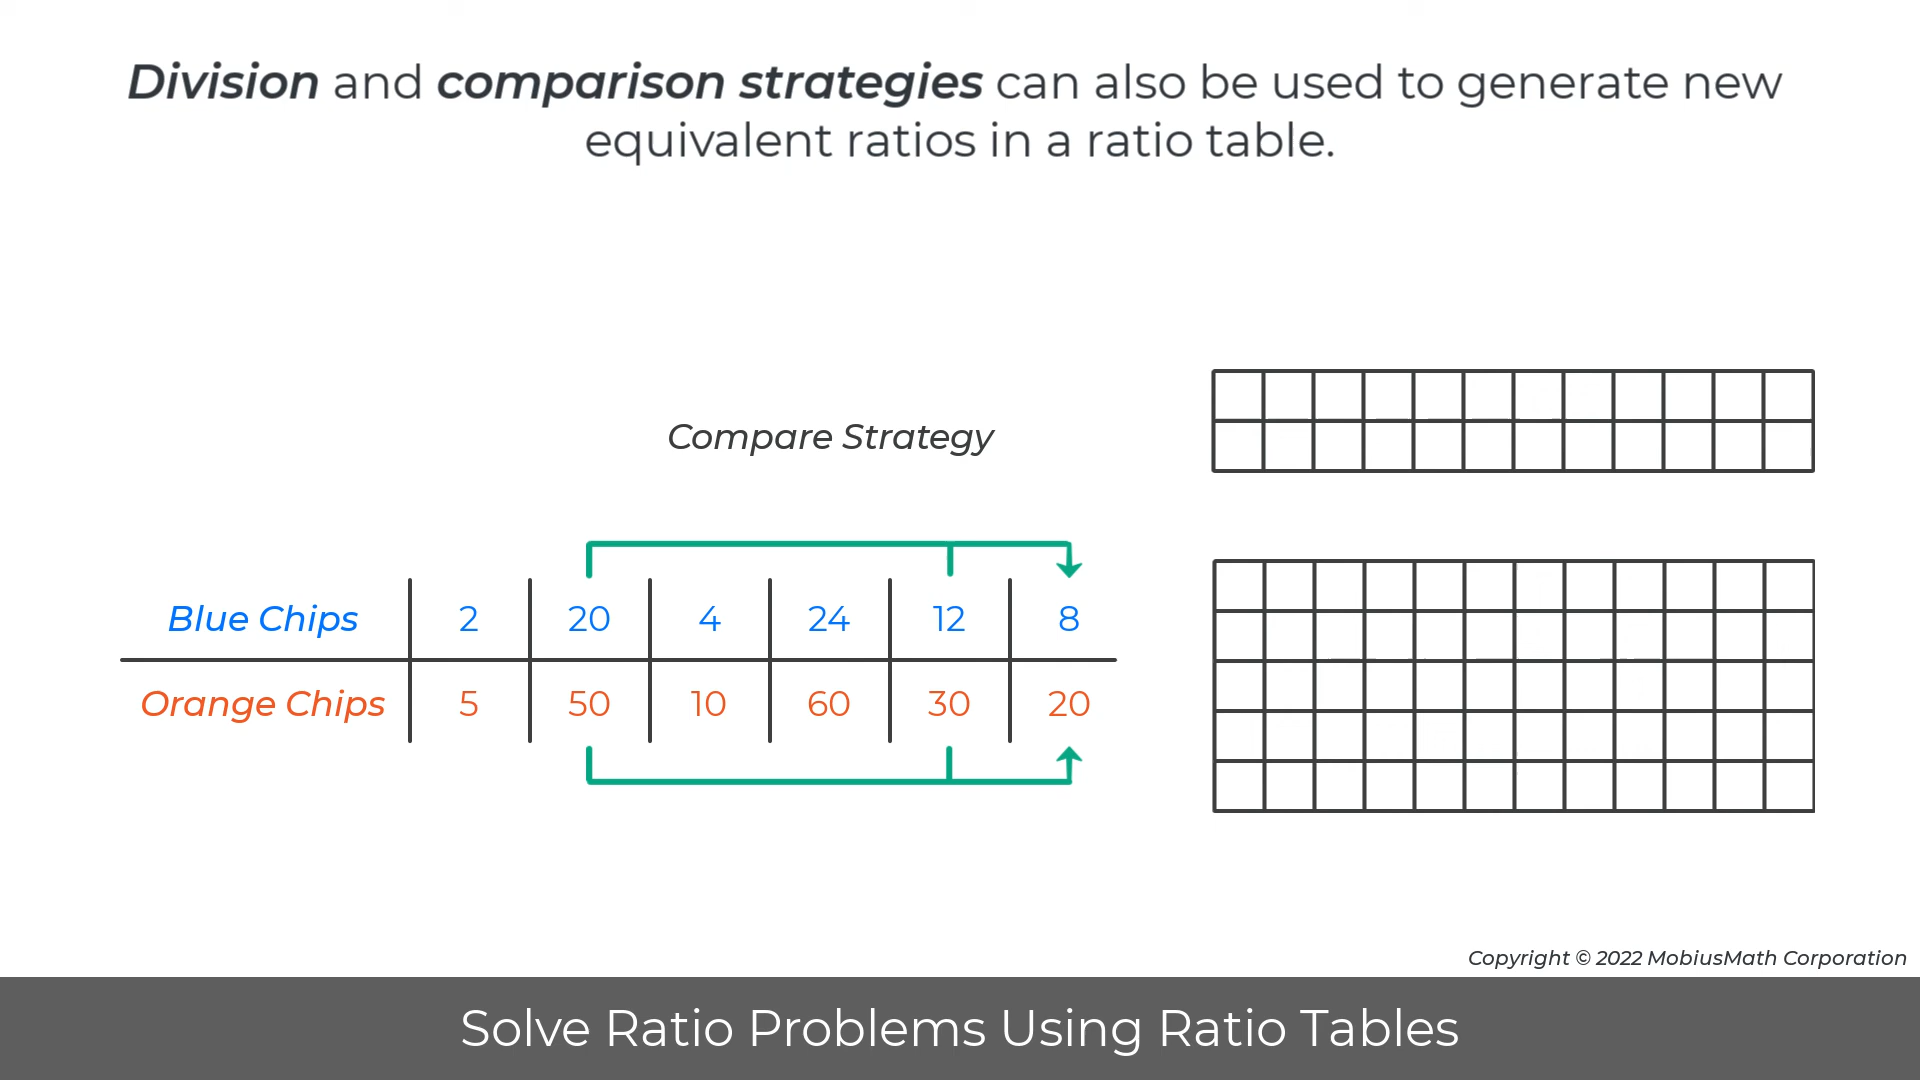 Division and comparison strategies can also be used to generate new
equivalent ratios in a ratio table.
Compare Strategy
Blue Chips 2 20 4 24 12 8
Orange Chips 5 50 10 60 30 20
Copyright © 2022 MobiusMath Corporation
Solve Ratio Problems Using Ratio Tables